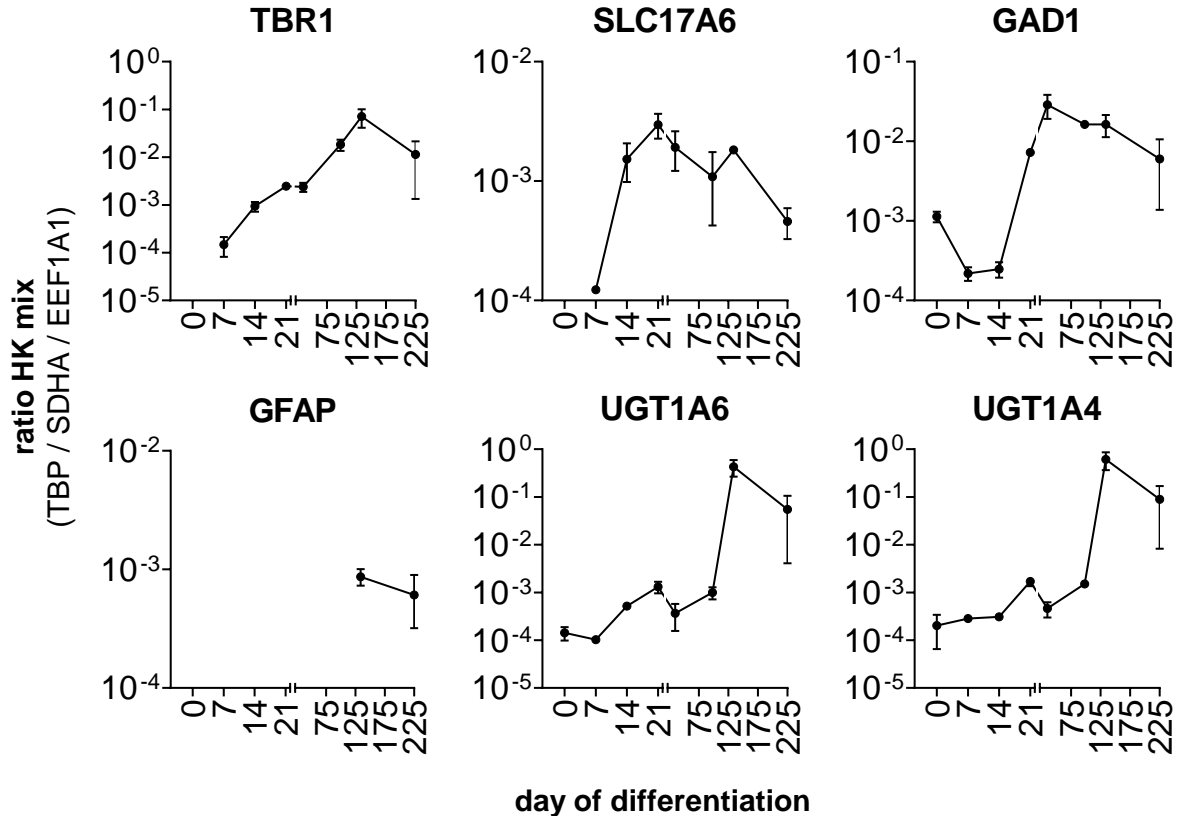 TBR1 SLC17A6 GAD1
10^0 10^-1 10^-2 10^-3 10^-4 10^-5
0 7 14 21 75 125 175 225
10^-2 10^-3 10^-4
0 7 14 21 75 125 175 225
10^-1 10^-2 10^-3 10^-4
0 7 14 21 75 125 175 225
ratio HK mix
(TBP / SDHA / EEF1A1)
GFAP UGT1A6 UGT1A4
10^-2 10^-3 10^-4
0 7 14 21 75 125 175 225
10^0 10^-1 10^-2 10^-3 10^-4 10^-5
0 7 14 21 75 125 175 225
10^0 10^-1 10^-2 10^-3 10^-4 10^-5
0 7 14 21 75 125 175 225
day of differentiation